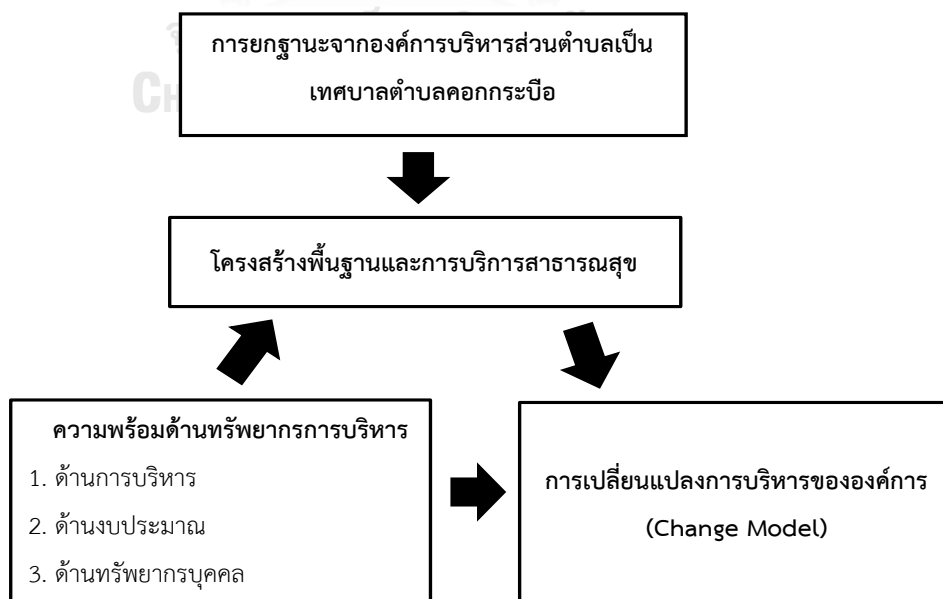 การยกฐานะจากองค์การบริหารส่วนตำบลเป็น
เทศบาลตำบลคอกกระบือ
โครงสร้างพื้นฐานและการบริการสาธารณสุข
ความพร้อมด้านทรัพยากรการบริหาร
1. ด้านการบริหาร
2. ด้านงบประมาณ
3. ด้านทรัพยากรบุคคล
การเปลี่ยนแปลงการบริหารขององค์การ
(Change Model)